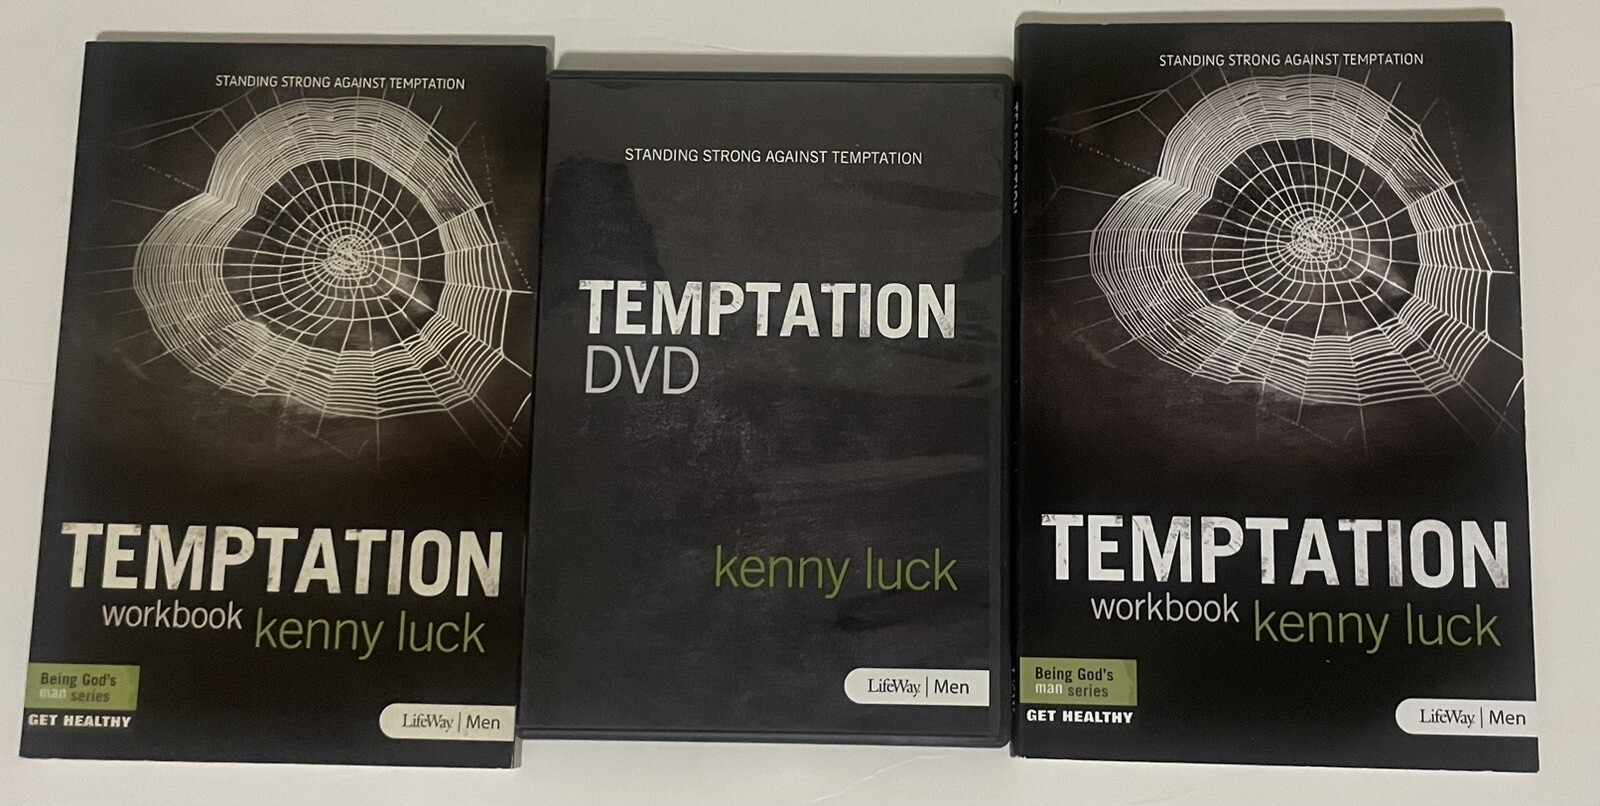 STANDING STRONG AGAINST TEMPTATION
TEMPTATION
workbook kenny luck
Being God's
man series
GET HEALTHY
LifeWay | Men
STANDING STRONG AGAINST TEMPTATION
TEMPTATION
DVD
kenny luck
LifeWay | Men
TEMPTATION
STANDING STRONG AGAINST TEMPTATION
TEMPTATION
workbook kenny luck
Being God's
man series
GET HEALTHY
LifeWay | Men